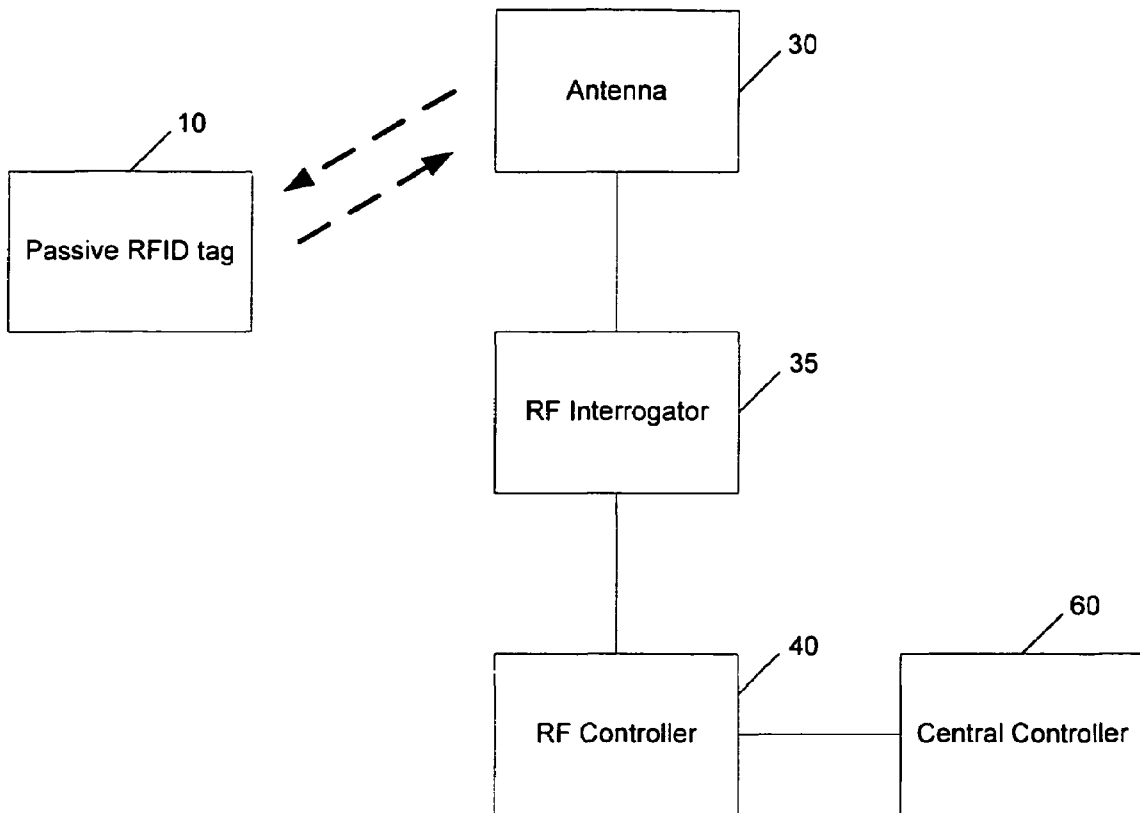 30
Antenna
10
Passive RFID tag
35
RF Interrogator
60
40
RF Controller
Central Controller